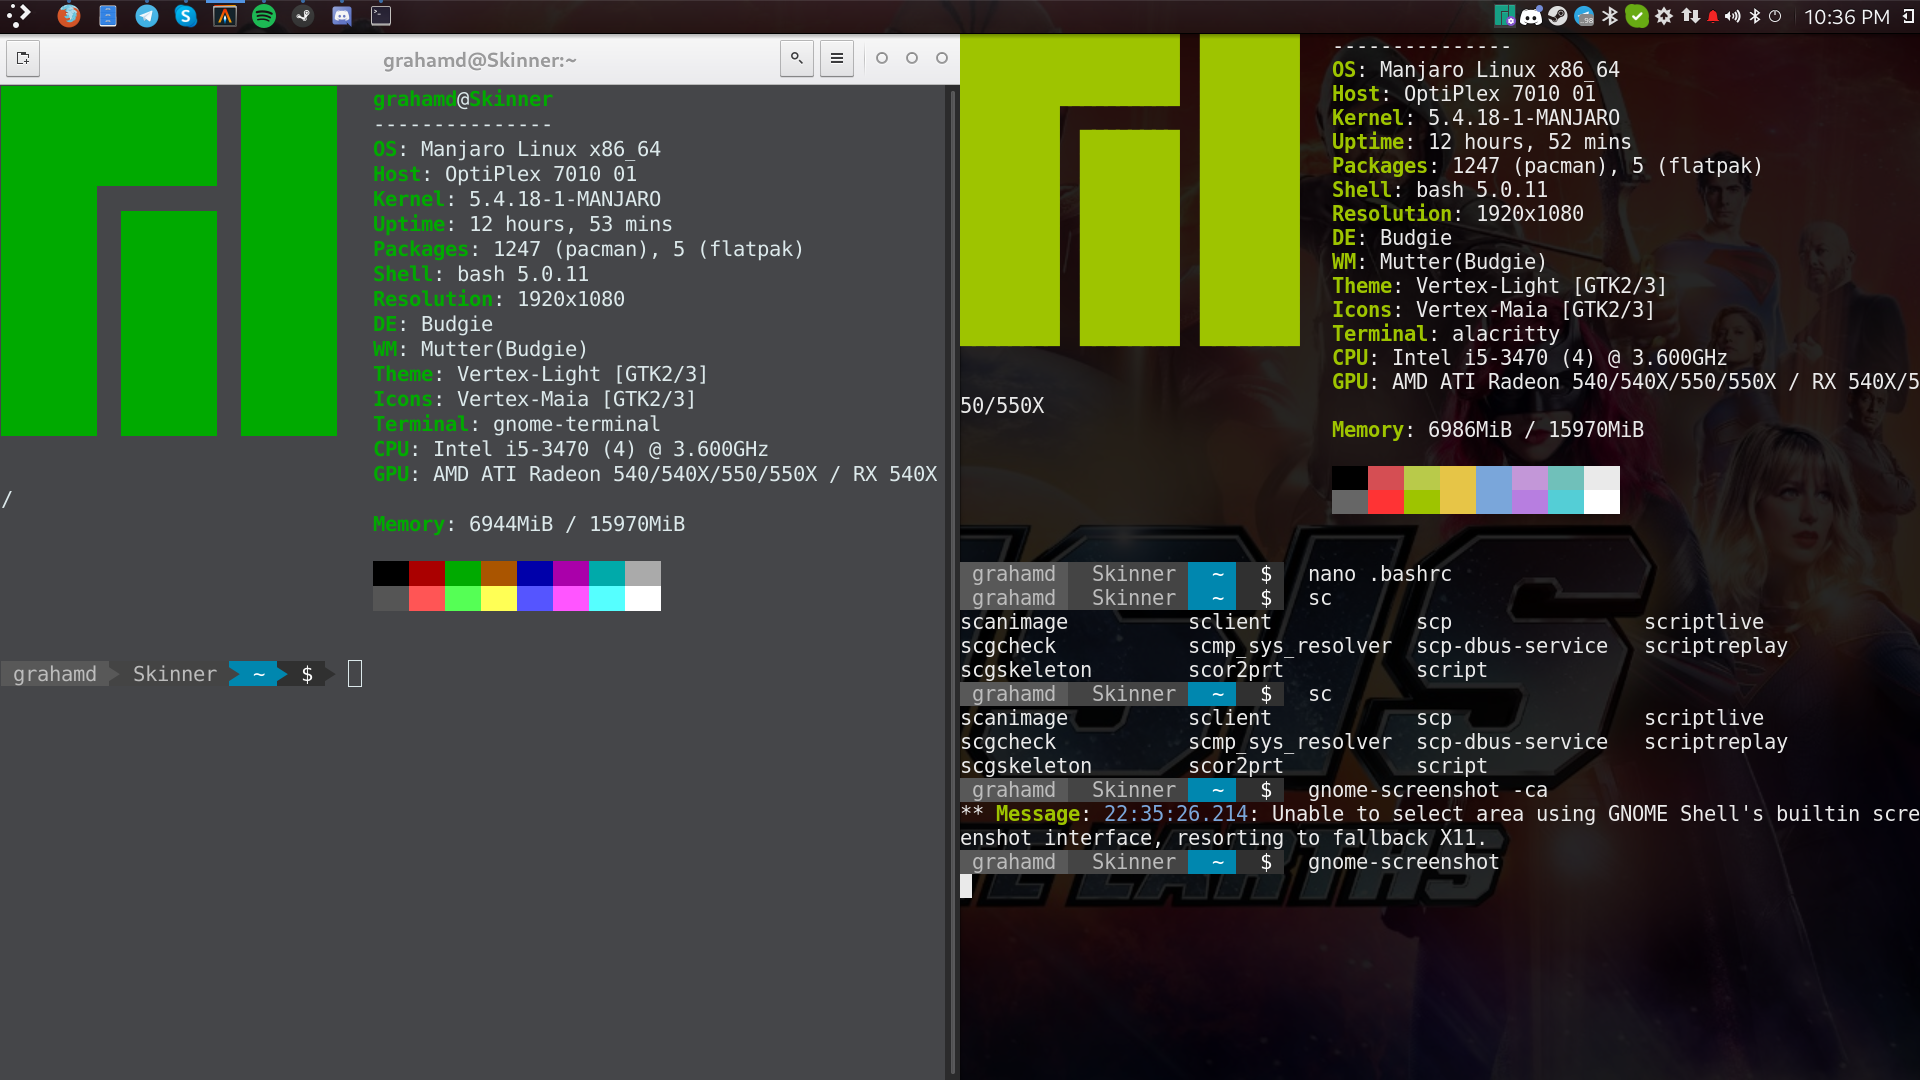 10:36 PM
grahamd@Skinner:~
grahamd@Skinner
---------------
OS: Manjaro Linux x86_64
Host: OptiPlex 7010 01
Kernel: 5.4.18-1-MANJARO
Uptime: 12 hours, 53 mins
Packages: 1247 (pacman), 5 (flatpak)
Shell: bash 5.0.11
Resolution: 1920x1080
DE: Budgie
WM: Mutter(Budgie)
Theme: Vertex-Light [GTK2/3]
Icons: Vertex-Maia [GTK2/3]
Terminal: gnome-terminal
CPU: Intel i5-3470 (4) @ 3.600GHz
GPU: AMD ATI Radeon 540/540X/550/550X / RX 540X
/
Memory: 6944MiB / 15970MiB
grahamd Skinner ~ $
---------------
OS: Manjaro Linux x86_64
Host: OptiPlex 7010 01
Kernel: 5.4.18-1-MANJARO
Uptime: 12 hours, 52 mins
Packages: 1247 (pacman), 5 (flatpak)
Shell: bash 5.0.11
Resolution: 1920x1080
DE: Budgie
WM: Mutter(Budgie)
Theme: Vertex-Light [GTK2/3]
Icons: Vertex-Maia [GTK2/3]
Terminal: alacritty
CPU: Intel i5-3470 (4) @ 3.600GHz
GPU: AMD ATI Radeon 540/540X/550/550X / RX 540X/5
50/550X
Memory: 6986MiB / 15970MiB
grahamd Skinner ~ $ nano .bashrc
grahamd Skinner ~ $ sc
scanimage sclient scp scriptlive
scgcheck scmp_sys_resolver scp-dbus-service scriptreplay
scgskeleton scor2prt script
grahamd Skinner ~ $ sc
scanimage sclient scp scriptlive
scgcheck scmp_sys_resolver scp-dbus-service scriptreplay
scgskeleton scor2prt script
grahamd Skinner ~ $ gnome-screenshot -ca
** Message: 22:35:26.214: Unable to select area using GNOME Shell's builtin scre
enshot interface, resorting to fallback X11.
grahamd Skinner ~ $ gnome-screenshot